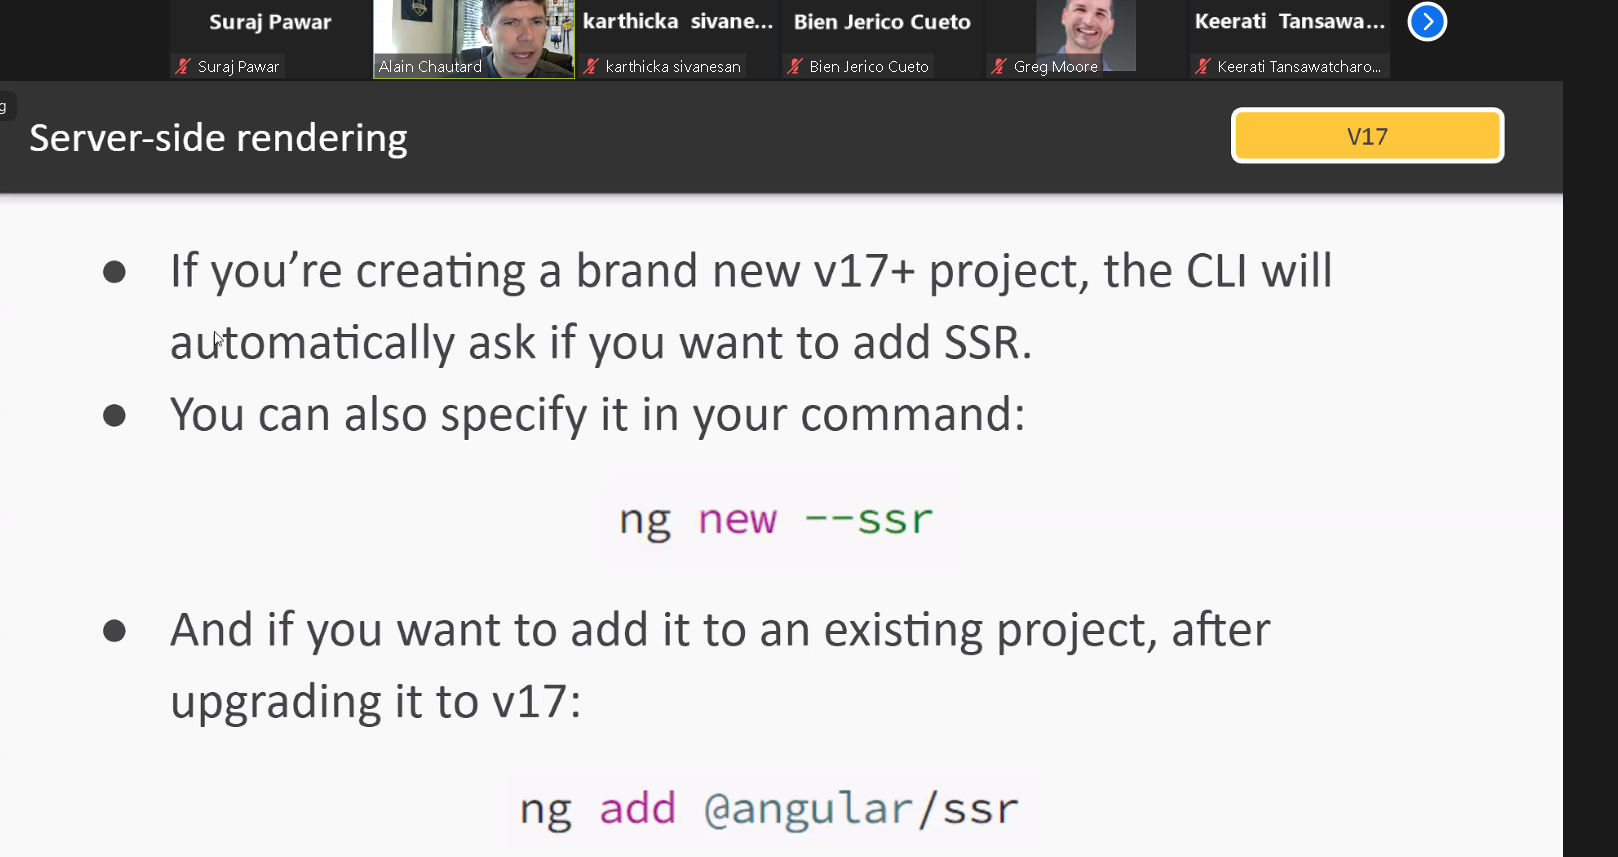 Suraj Pawar
karthicka sivane...
Bien Jerico Cueto
Keerati Tansawa...
Suraj Pawar
Alain Chautard
karthicka sivanesan
Bien Jerico Cueto
Greg Moore
Keerati Tansawatcharo...
g
Server-side rendering
V17
● If you’re creating a brand new v17+ project, the CLI will
automatically ask if you want to add SSR.
● You can also specify it in your command:
ng new --ssr
● And if you want to add it to an existing project, after
upgrading it to v17:
ng add @angular/ssr